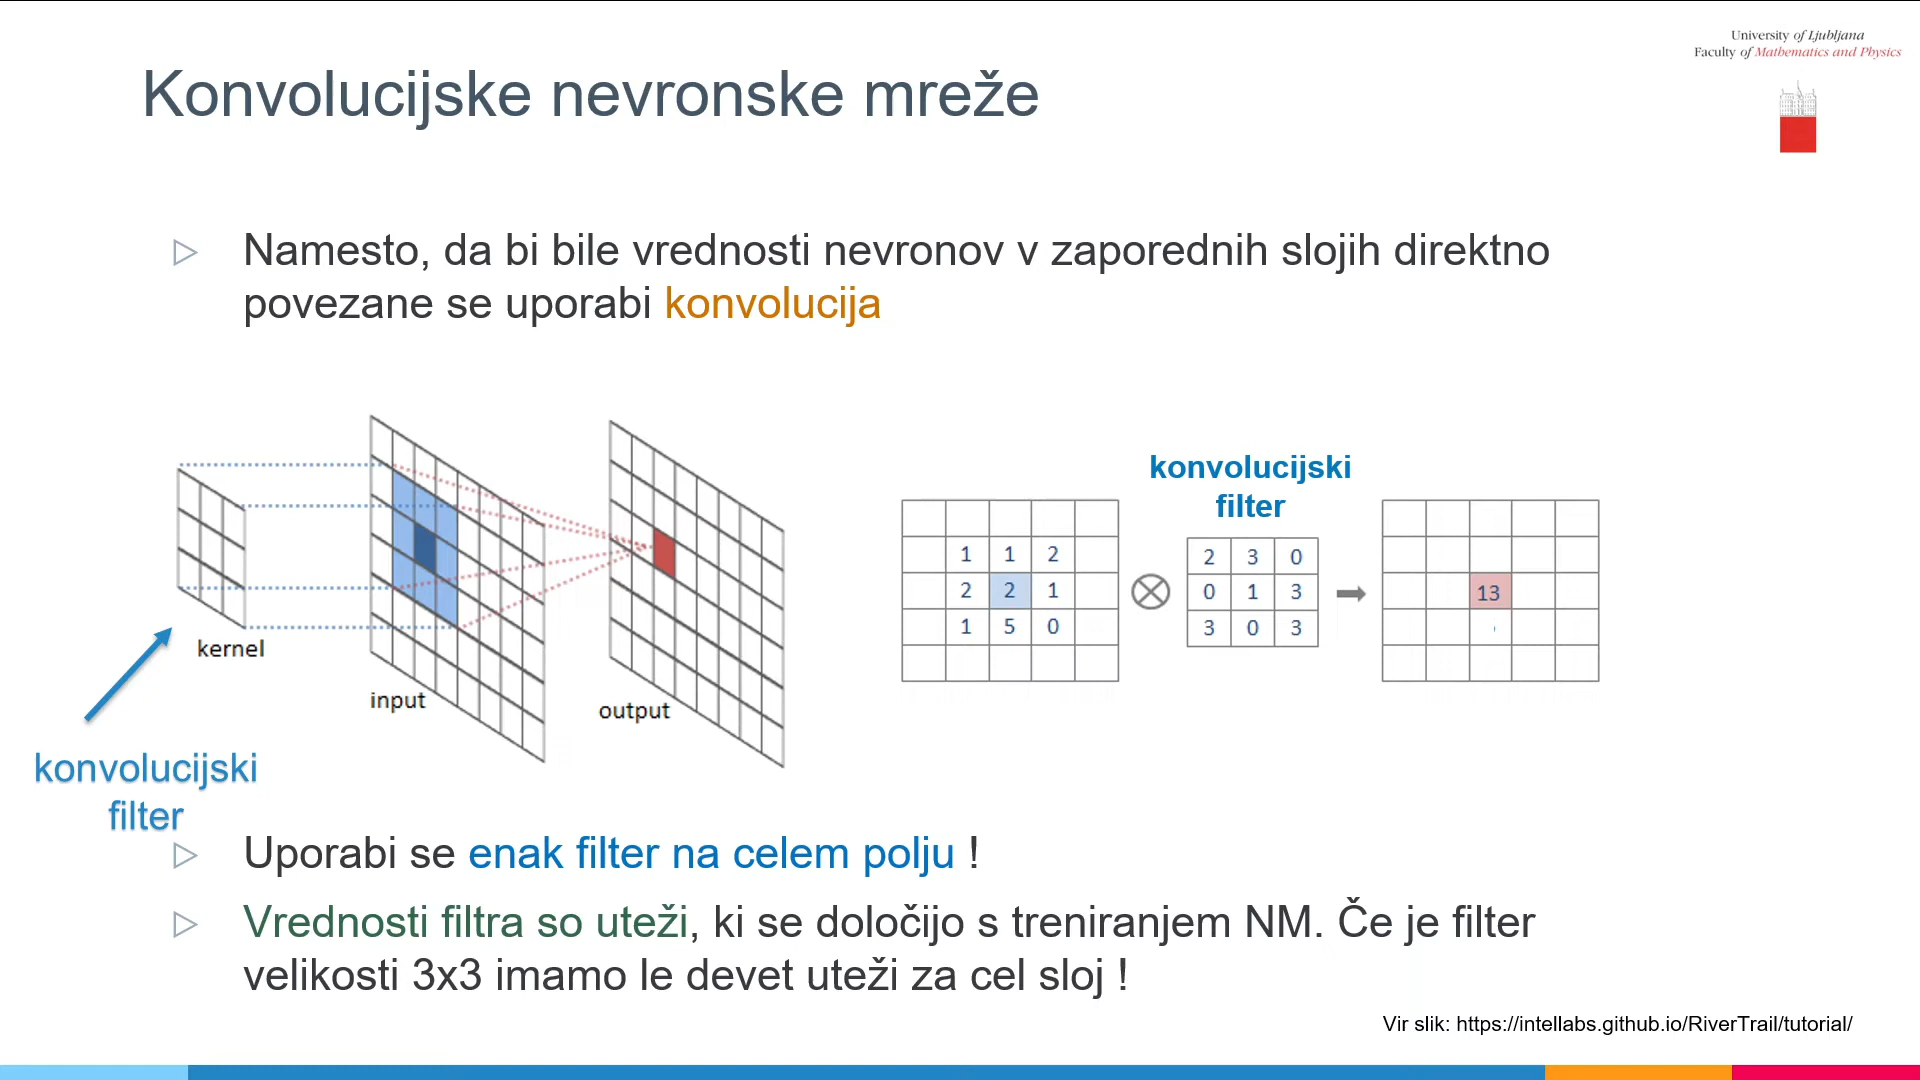 University of Ljubljana
Faculty of Mathematics and Physics
Konvolucijske nevronske mreže
Namesto, da bi bile vrednosti nevronov v zaporednih slojih direktno
povezane se uporabi konvolucija
kernel
input
output
konvolucijski
filter
konvolucijski
filter
1 1 2
2 2 1
1 5 0
2 3 0
0 1 3
3 0 3
13
Uporabi se enak filter na celem polju !
Vrednosti filtra so uteži, ki se določijo s treniranjem NM. Če je filter
velikosti 3x3 imamo le devet uteži za cel sloj !
Vir slik: https://intellabs.github.io/RiverTrail/tutorial/